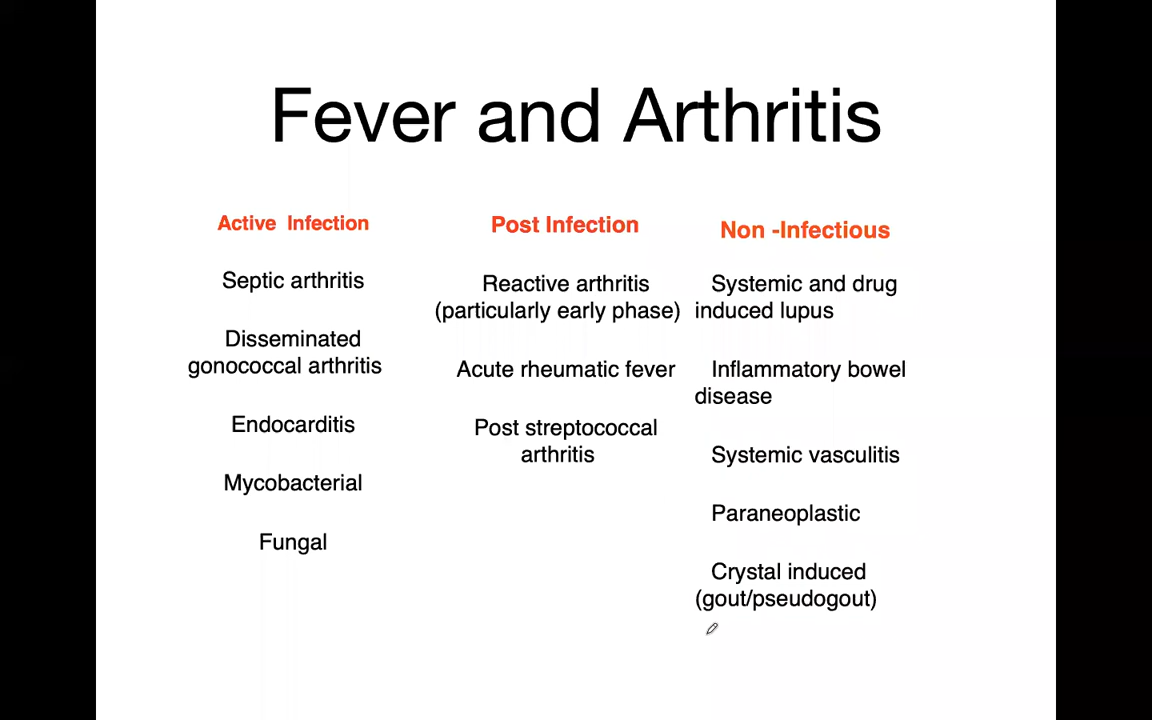 Fever and Arthritis
Active Infection
Septic arthritis
Disseminated
gonococcal arthritis
Endocarditis
Mycobacterial
Fungal
Post Infection
Reactive arthritis
(particularly early phase)
Acute rheumatic fever
Post streptococcal
arthritis
Non -Infectious
Systemic and drug
induced lupus
Inflammatory bowel
disease
Systemic vasculitis
Paraneoplastic
Crystal induced
(gout/pseudogout)